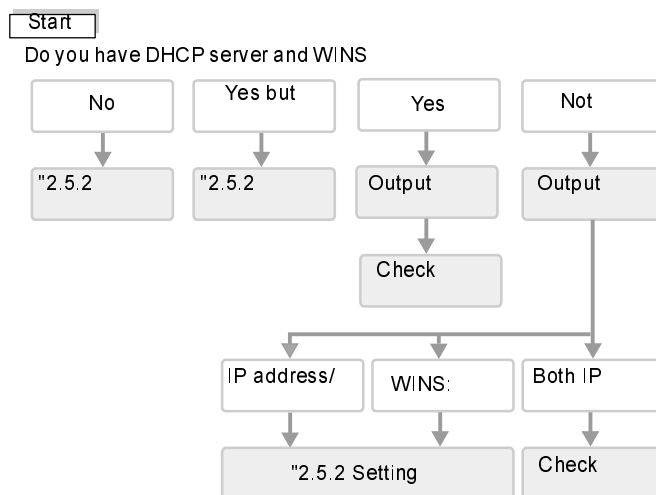 Start
Do you have DHCP server and WINS
No
Yes but
Yes
Not
"2.5.2
"2.5.2
Output
Output
Check
IP address/
WINS:
Both IP
"2.5.2 Setting
Check